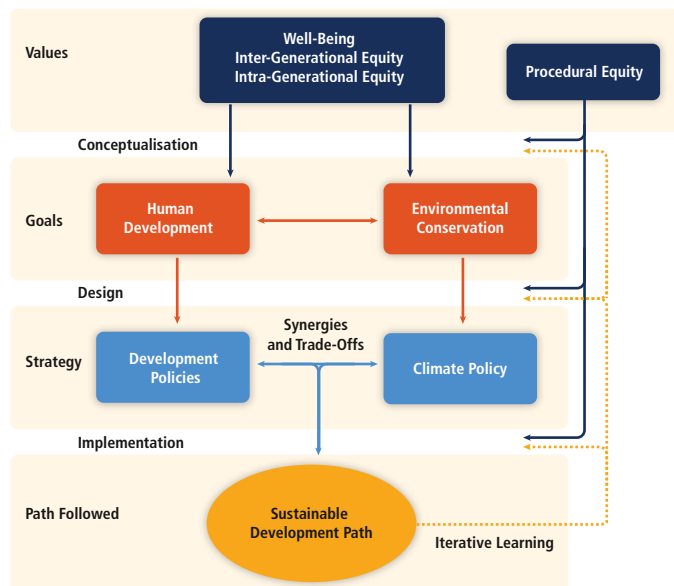 Values
Well-Being
Inter-Generational Equity
Intra-Generational Equity
Procedural Equity
Conceptualisation
Goals
Human
Development
Environmental
Conservation
Design
Strategy
Development
Policies
Synergies
and Trade-Offs
Climate Policy
Implementation
Path Followed
Sustainable
Development Path
Iterative Learning